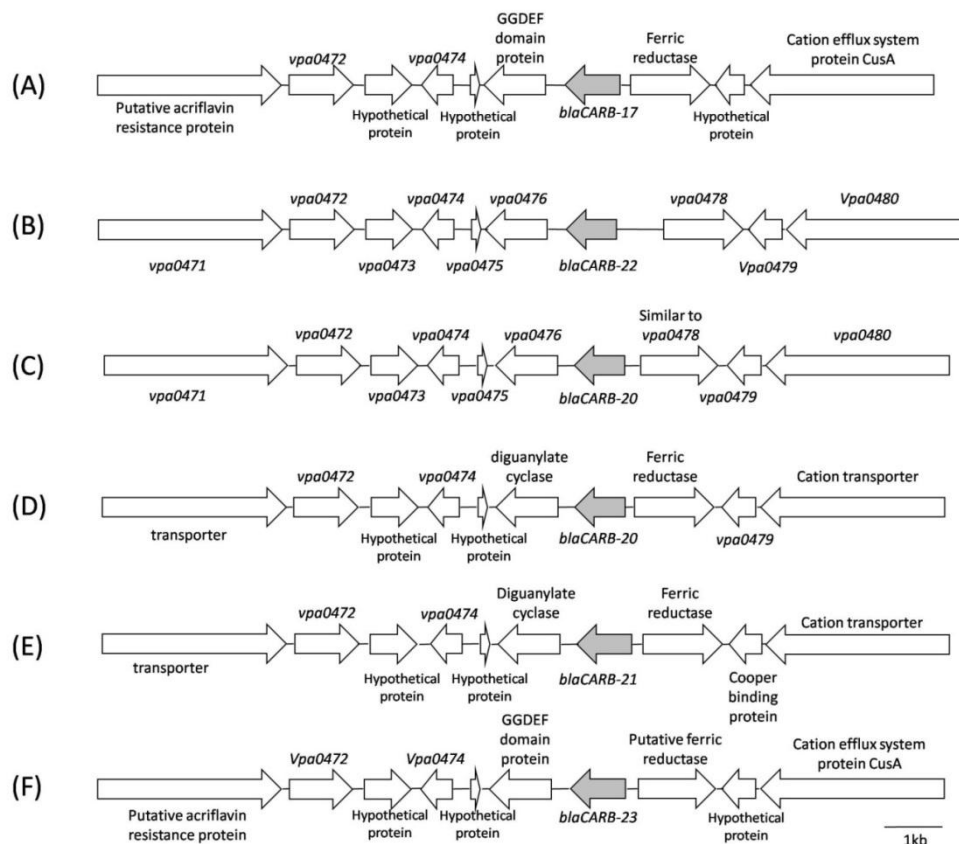 GGDEF
domain
protein
vpa0472
vpa0474
Ferric
reductase
Cation efflux system
protein CusA
(A)
Putative acriflavin
resistance protein
Hypothetical
protein
Hypothetical
protein
blaCARB-17
Hypothetical
protein
vpa0472
vpa0474
vpa0476
vpa0478
Vpa0480
(B)
vpa0471
vpa0473
vpa0475
blaCARB-22
Vpa0479
vpa0472
vpa0474
vpa0476
Similar to
vpa0478
vpa0480
(C)
vpa0471
vpa0473
vpa0475
blaCARB-20
vpa0479
vpa0472
vpa0474
diguanylate
cyclase
Ferric
reductase
Cation transporter
(D)
transporter
Hypothetical
protein
Hypothetical
protein
blaCARB-20
vpa0479
vpa0472
vpa0474
Diguanylate
cyclase
Ferric
reductase
Cation transporter
(E)
transporter
Hypothetical
protein
Hypothetical
protein
blaCARB-21
Cooper
binding
protein
Vpa0472
Vpa0474
GGDEF
domain
protein
Putative ferric
reductase
Cation efflux system
protein CusA
(F)
Putative acriflavin
resistance protein
Hypothetical
protein
Hypothetical
protein
blaCARB-23
Hypothetical
protein
1kb